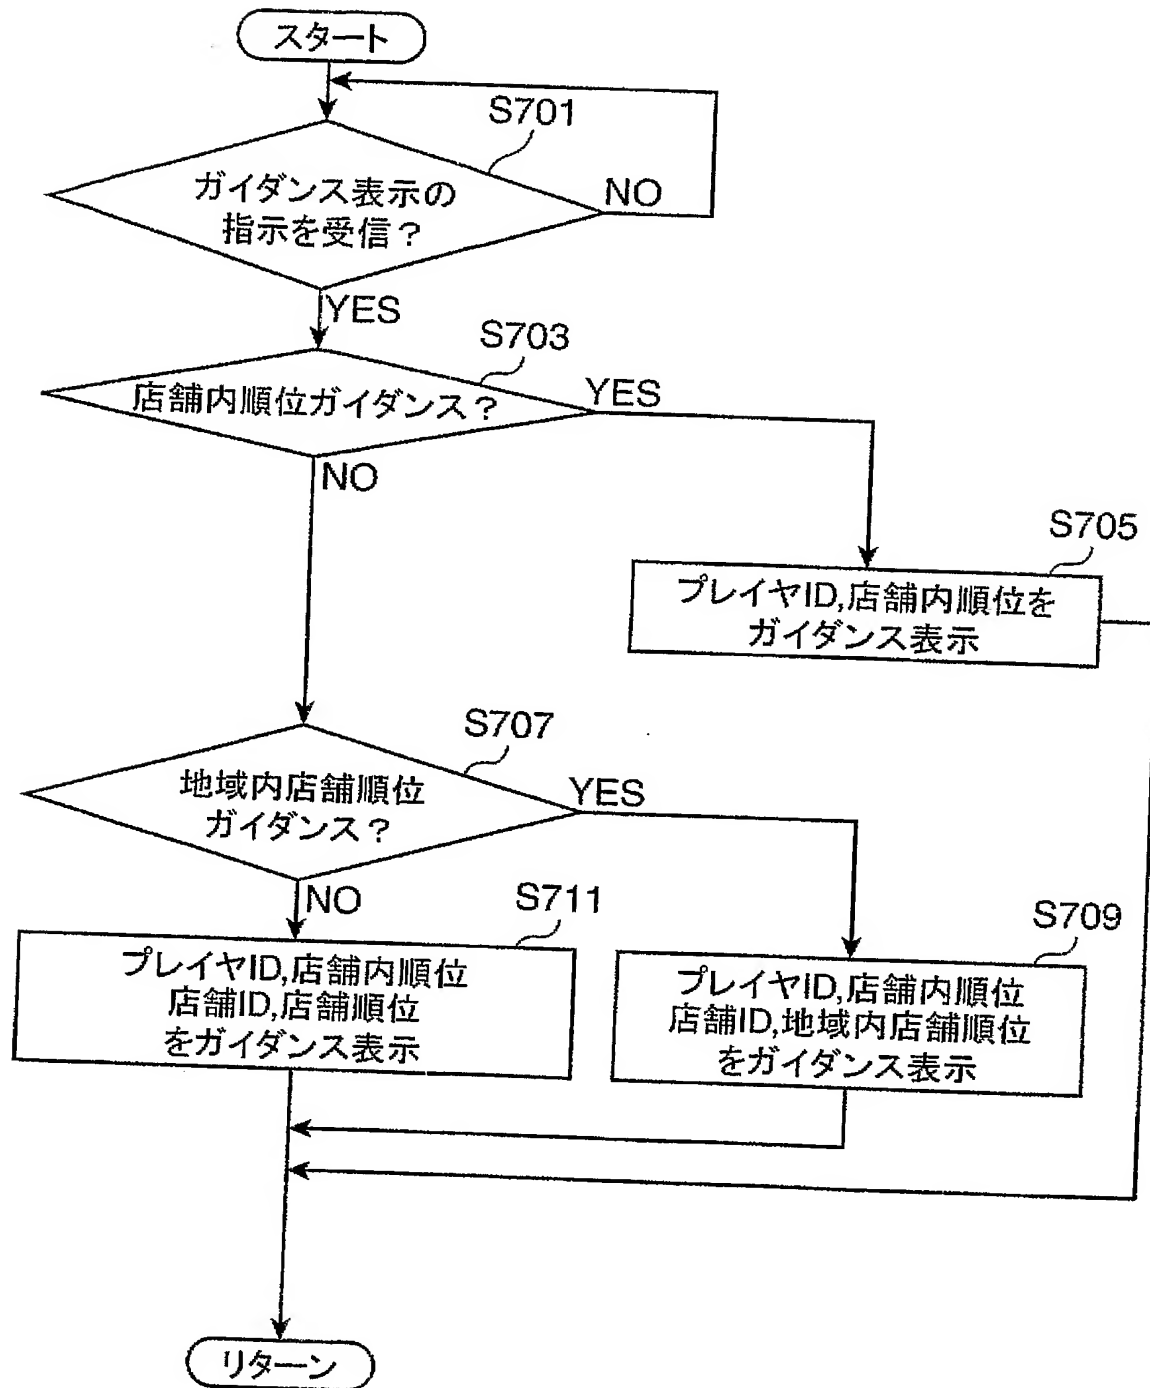 スタート
S701
ガイダンス表示の
指示を受信?
NO
YES
S703
店舗内順位ガイダンス?
YES
NO
S705
プレイヤID,店舗内順位を
ガイダンス表示
S707
地域内店舗順位
ガイダンス?
YES
NO
S711
プレイヤID,店舗内順位
店舗ID,店舗順位
をガイダンス表示
S709
プレイヤID,店舗内順位
店舗ID,地域内店舗順位
をガイダンス表示
リターン